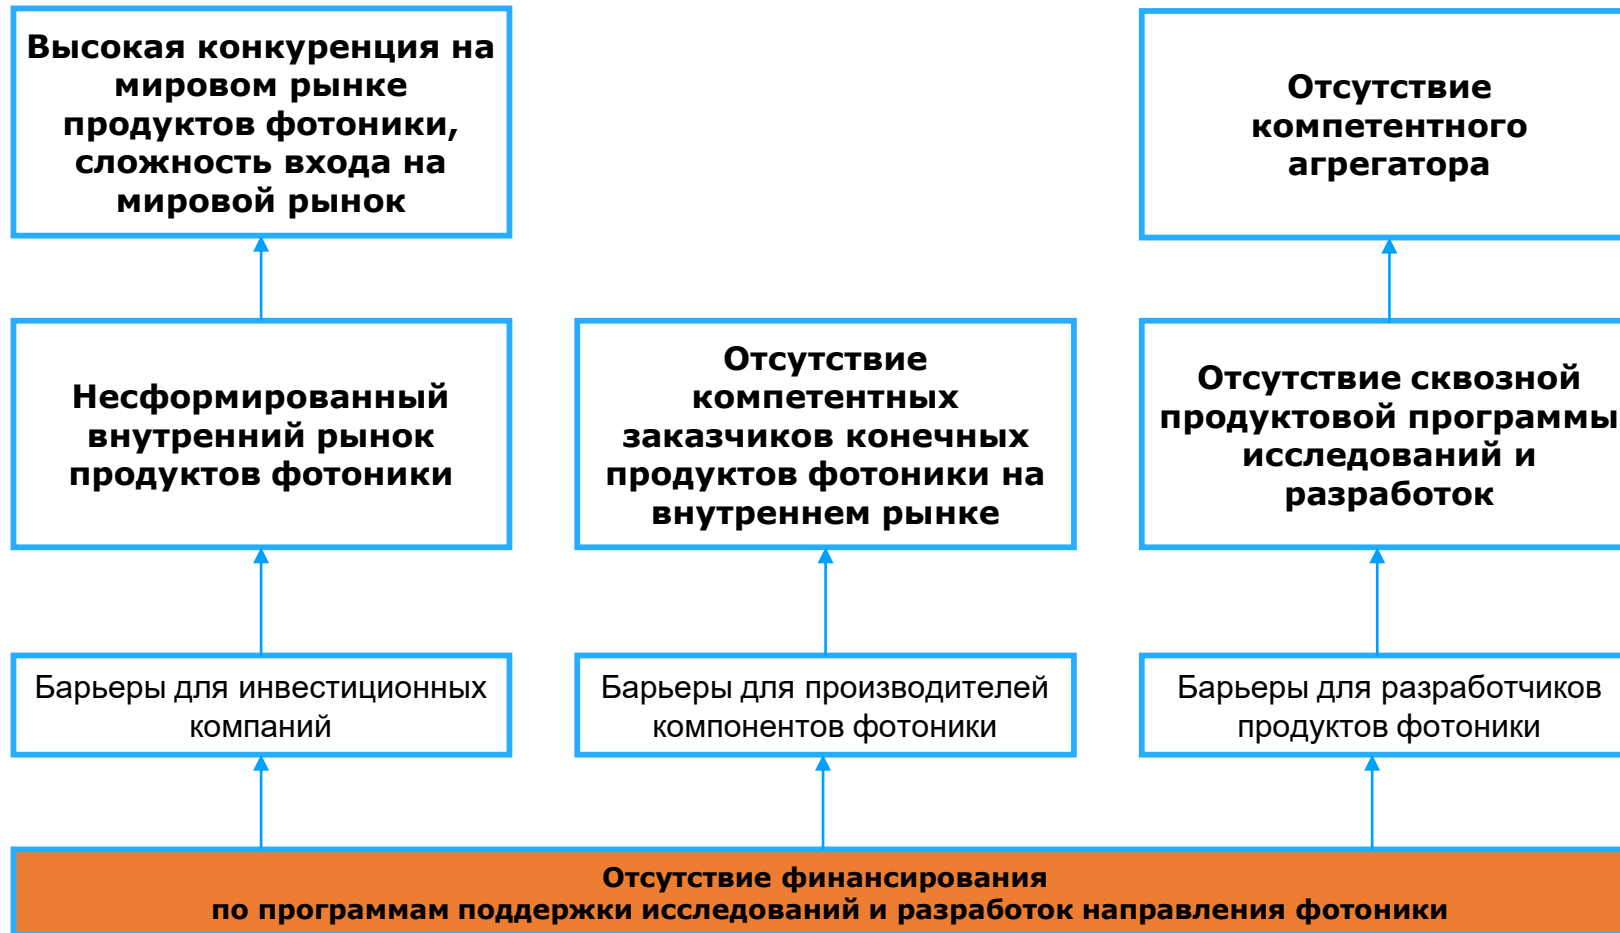 Высокая конкуренция на
мировом рынке
продуктов фотоники,
сложность входа на
мировой рынок
Отсутствие
компетентного
агрегатора
Несформированный
внутренний рынок
продуктов фотоники
Отсутствие
компетентных
заказчиков конечных
продуктов фотоники на
внутреннем рынке
Отсутствие сквозной
продуктовой программы
исследований и
разработок
Барьеры для инвестиционных
компаний
Барьеры для производителей
компонентов фотоники
Барьеры для разработчиков
продуктов фотоники
Отсутствие финансирования
по программам поддержки исследований и разработок направления фотоники